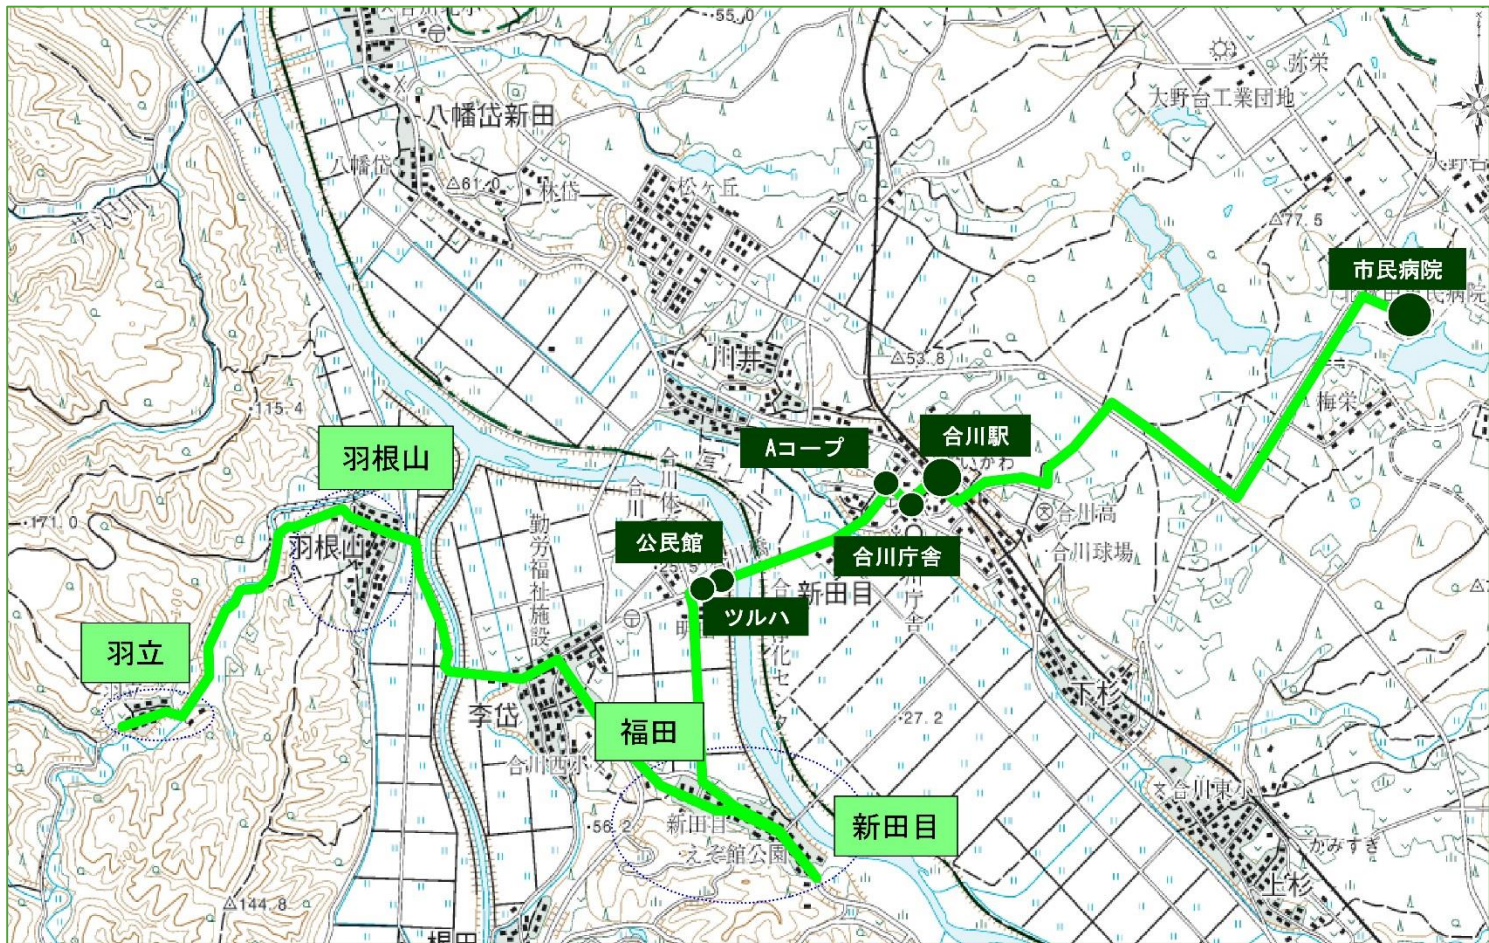 合川北小
55.0
弥栄
大野台工業団地
八幡岱新田
八幡岱
61.0
林岱
松ヶ丘
77.5
市民病院
川井
53.8
115.4
梅栄
合川駅
Aコープ
羽根山
171.0
羽根山
公民館
25.5
勤労福祉施設
合川高
合川球場
合川庁舎
新田目
ツルハ
羽立
李岱
福田
下杉
27.2
合川西小
合川東小
新田目
56.2
新田目
えぞ館公園
かみすぎ
上杉
144.8